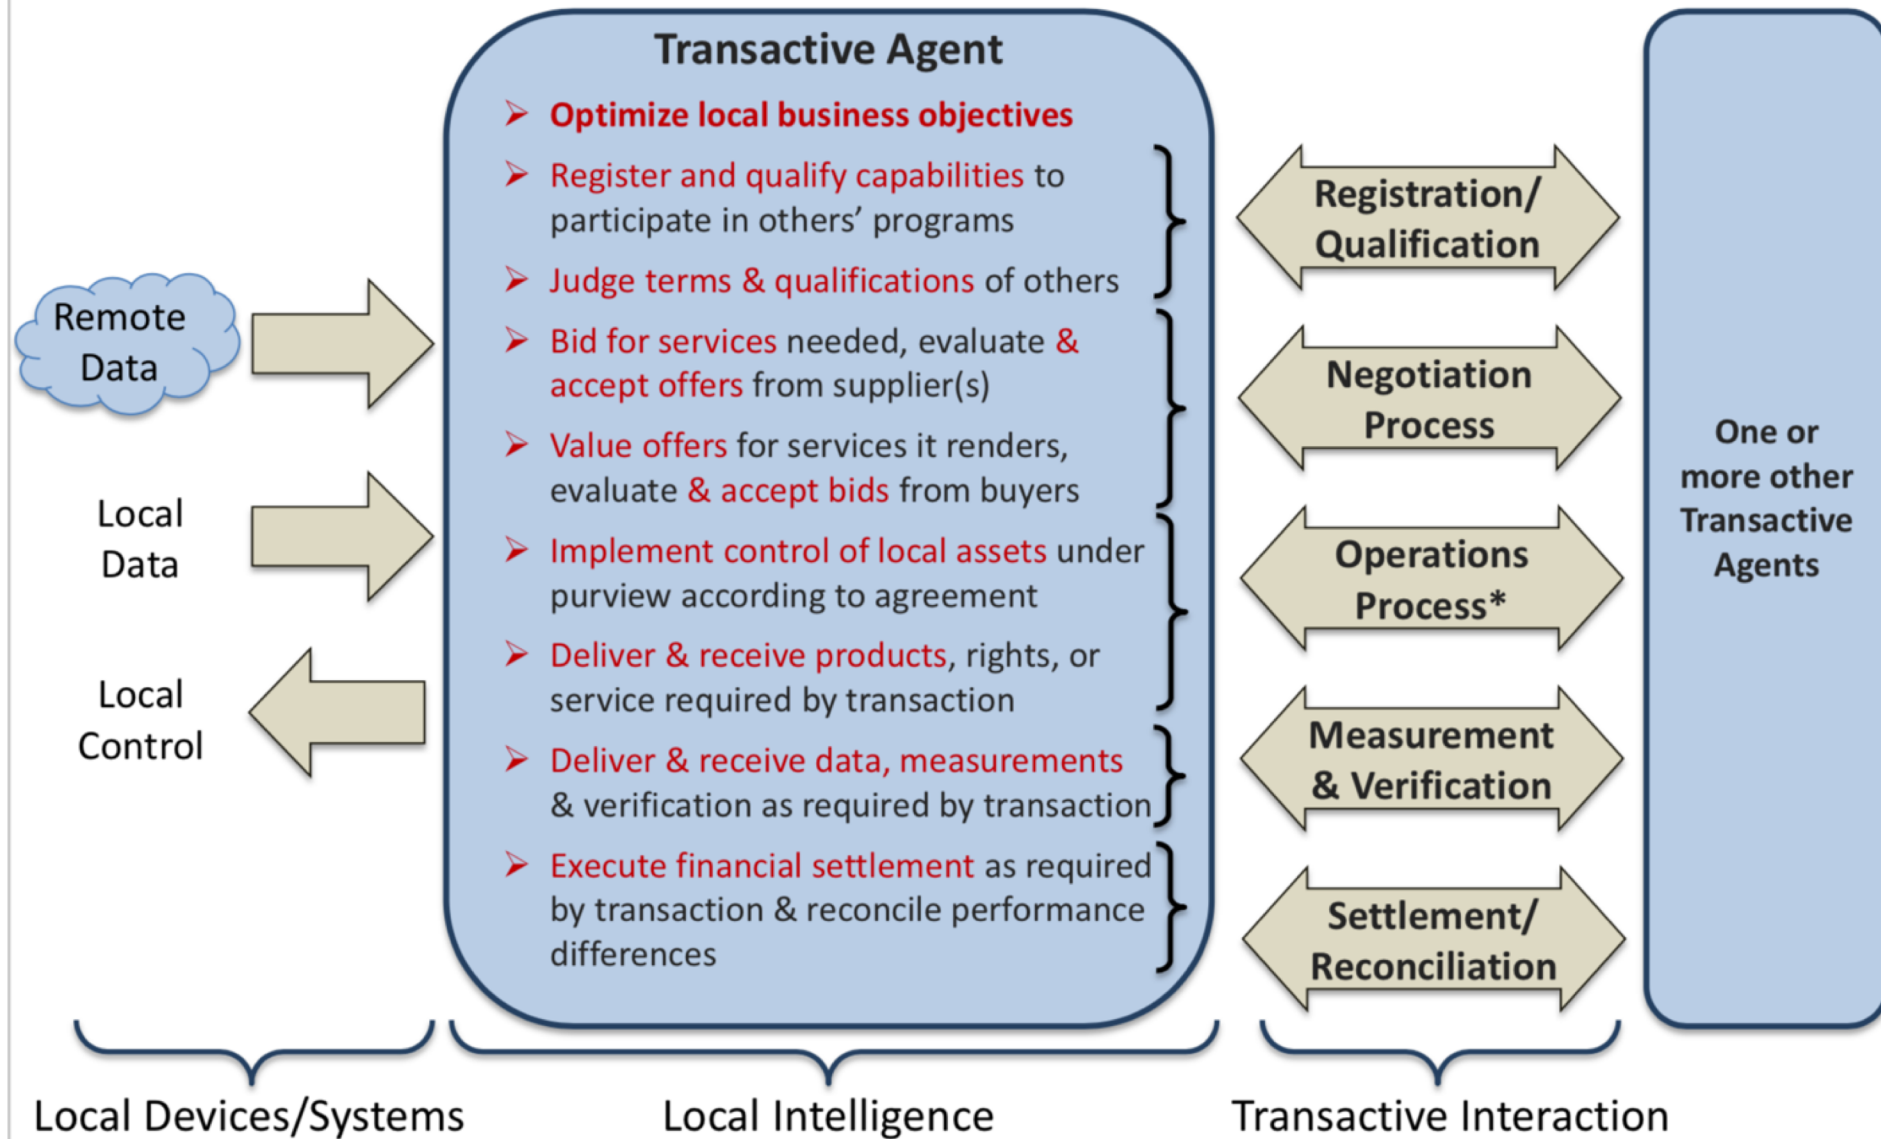 Transactive Agent
➢ Optimize local business objectives
➢ Register and qualify capabilities to
participate in others’ programs
➢ Judge terms & qualifications of others
➢ Bid for services needed, evaluate &
accept offers from supplier(s)
➢ Value offers for services it renders,
evaluate & accept bids from buyers
➢ Implement control of local assets under
purview according to agreement
➢ Deliver & receive products, rights, or
service required by transaction
➢ Deliver & receive data, measurements
& verification as required by transaction
➢ Execute financial settlement as required
by transaction & reconcile performance
differences
Remote
Data
Local
Data
Local
Control
Registration/
Qualification
Negotiation
Process
Operations
Process*
Measurement
& Verification
Settlement/
Reconciliation
One or
more other
Transactive
Agents
Local Devices/Systems
Local Intelligence
Transactive Interaction